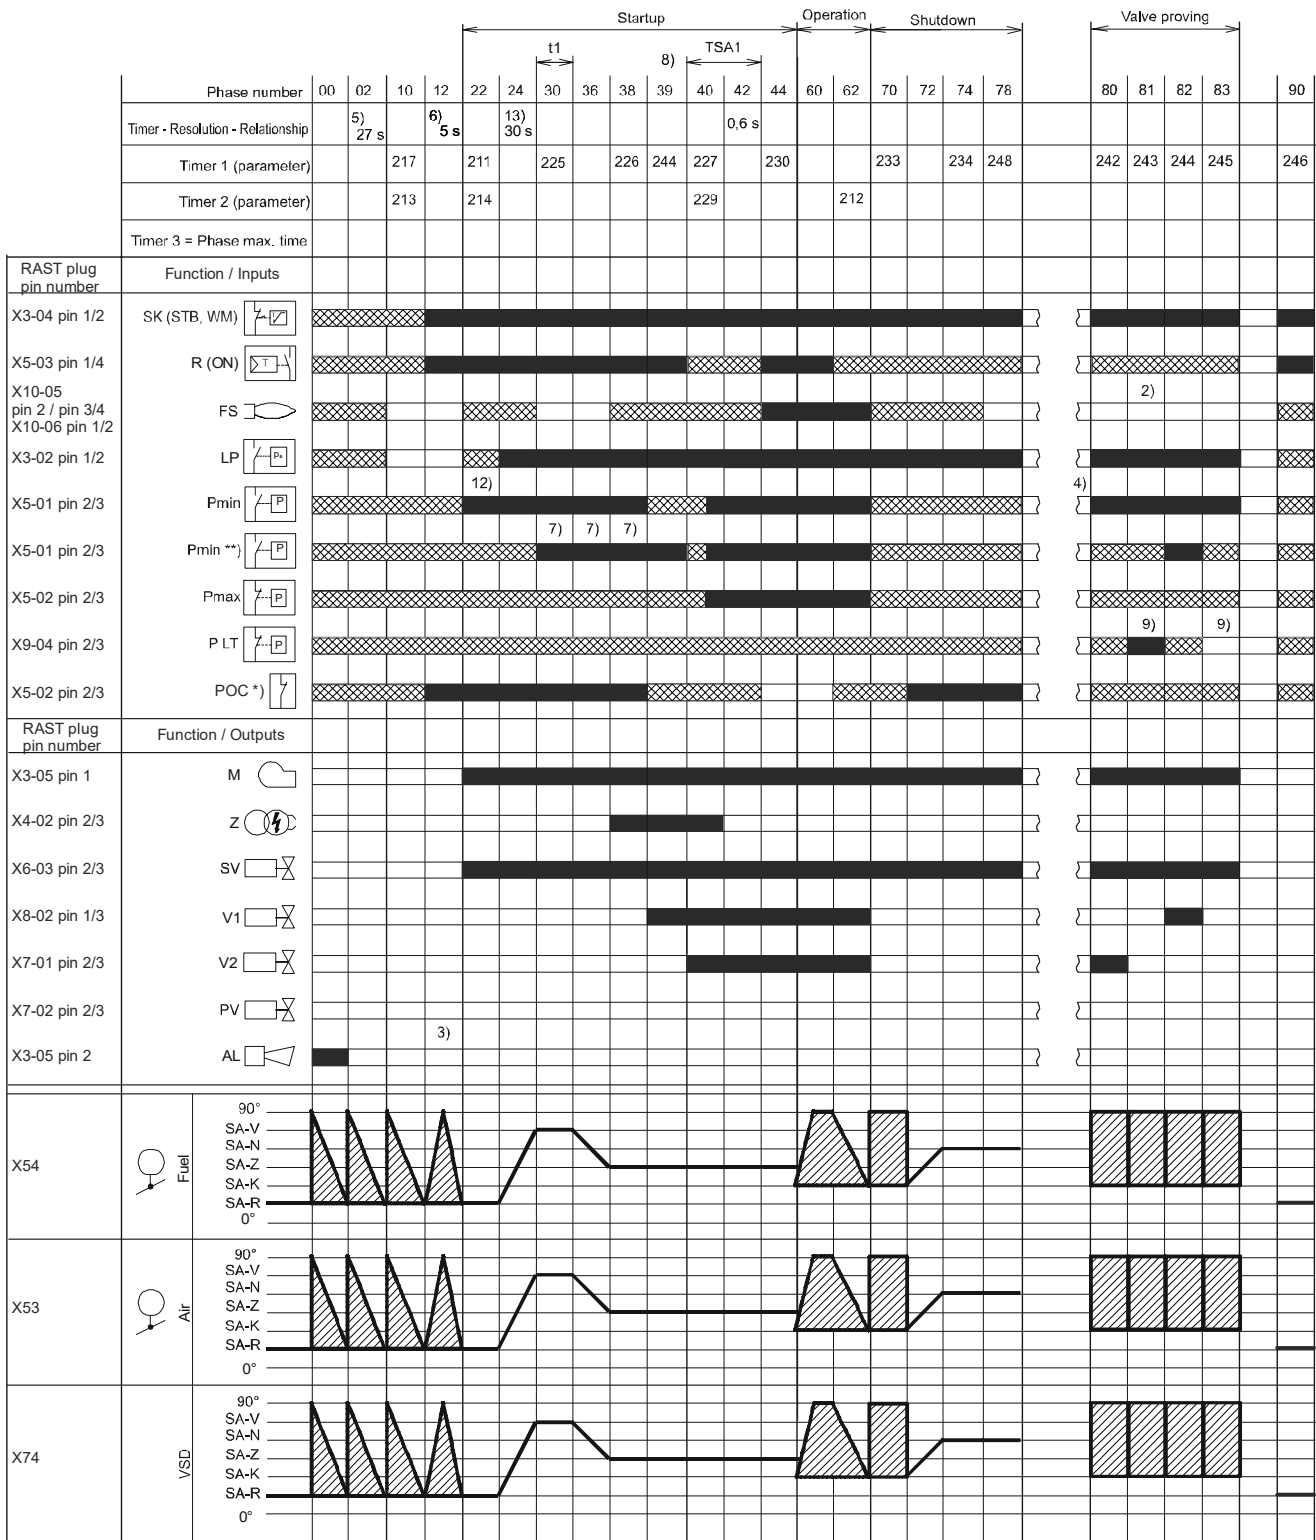 Startup Operation Shutdown Valve proving
t1 8) TSA1
Phase number 00 02 10 12 22 24 30 36 38 39 40 42 44 60 62 70 72 74 78 80 81 82 83 90
5) 6) 13)
Timer - Resolution - Relationship 27 s 5 s 30 s 0,6 s
Timer 1 (parameter) 217 211 225 226 244 227 230 233 234 248 242 243 244 245 246
Timer 2 (parameter) 213 214 229 212
Timer 3 = Phase max. time
RAST plug
pin number
Function / Inputs
X3-04 pin 1/2 SK (STB, WM)
X5-03 pin 1/4 R (ON) T
X10-05
pin 2 / pin 3/4
X10-06 pin 1/2
FS 2)
X3-02 pin 1/2 LP
12) 4)
X5-01 pin 2/3 Pmin P
7) 7) 7)
X5-01 pin 2/3 Pmin **) P
X5-02 pin 2/3 Pmax P
9) 9)
X9-04 pin 2/3 P LT P
X5-02 pin 2/3 POC *)
RAST plug
pin number
Function / Outputs
X3-05 pin 1 M
X4-02 pin 2/3 Z
X6-03 pin 2/3 SV
X8-02 pin 1/3 V1
X7-01 pin 2/3 V2
X7-02 pin 2/3 PV
3)
X3-05 pin 2 AL
X54
Fuel
90°
SA-V
SA-N
SA-Z
SA-K
SA-R
0°
X53
Air
90°
SA-V
SA-N
SA-Z
SA-K
SA-R
0°
X74
VSD
90°
SA-V
SA-N
SA-Z
SA-K
SA-R
0°